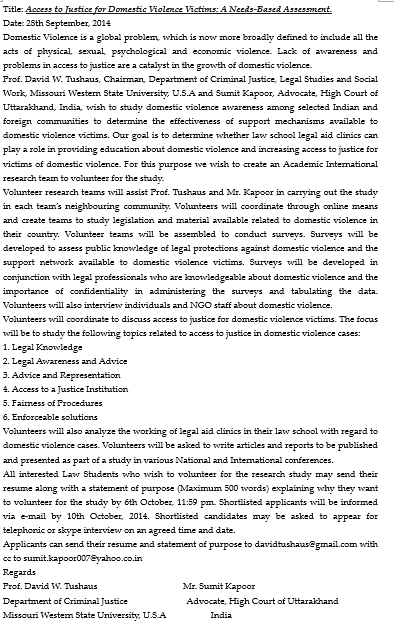 Title: Access to Justice for Domestic Violence Victims: A Needs-Based Assessment.
Date: 28th September, 2014
Domestic Violence is a global problem, which is now more broadly defined to include all the
acts of physical, sexual, psychological and economic violence. Lack of awareness and
problems in access to justice are a catalyst in the growth of domestic violence.
Prof. David W. Tushaus, Chairman, Department of Criminal Justice, Legal Studies and Social
Work, Missouri Western State University, U.S.A and Sumit Kapoor, Advocate, High Court of
Uttarakhand, India, wish to study domestic violence awareness among selected Indian and
foreign communities to determine the effectiveness of support mechanisms available to
domestic violence victims. Our goal is to determine whether law school legal aid clinics can
play a role in providing education about domestic violence and increasing access to justice for
victims of domestic violence. For this purpose we wish to create an Academic International
research team to volunteer for the study.
Volunteer research teams will assist Prof. Tushaus and Mr. Kapoor in carrying out the study
in each team's neighbouring community. Volunteers will coordinate through online means
and create teams to study legislation and material available related to domestic violence in
their country. Volunteer teams will be assembled to conduct surveys. Surveys will be
developed to assess public knowledge of legal protections against domestic violence and the
support network available to domestic violence victims. Surveys will be developed in
conjunction with legal professionals who are knowledgeable about domestic violence and the
importance of confidentiality in administering the surveys and tabulating the data.
Volunteers will also interview individuals and NGO staff about domestic violence.
Volunteers will coordinate to discuss access to justice for domestic violence victims. The focus
will be to study the following topics related to access to justice in domestic violence cases:
1. Legal Knowledge
2. Legal Awareness and Advice
3. Advice and Representation
4. Access to a Justice Institution
5. Fairness of Procedures
6. Enforceable solutions
Volunteers will also analyze the working of legal aid clinics in their law school with regard to
domestic violence cases. Volunteers will be asked to write articles and reports to be published
and presented as part of a study in various National and International conferences.
All interested Law Students who wish to volunteer for the research study may send their
resume along with a statement of purpose (Maximum 500 words) explaining why they want
to volunteer for the study by 6th October, 11:59 pm. Shortlisted applicants will be informed
via e-mail by 10th October, 2014. Shortlisted candidates may be asked to appear for
telephonic or skype interview on an agreed time and date.
Applicants can send their resume and statement of purpose to davidtushaus@gmail.com with
cc to sumit.kapoor007@yahoo.co.in
Regards
Prof. David W. Tushaus Mr. Sumit Kapoor
Department of Criminal Justice Advocate, High Court of Uttarakhand
Missouri Western State University, U.S.A India